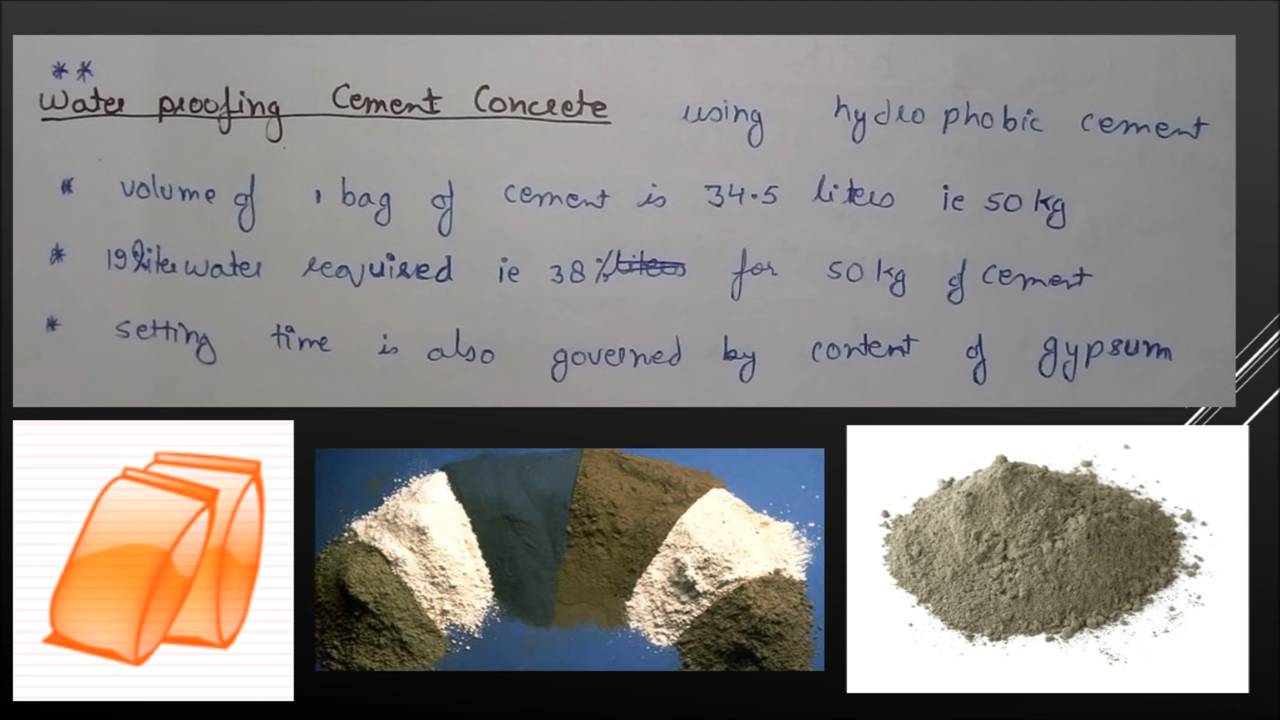 **
Water proofing Cement Concrete using hydrophobic cement
* volume of 1 bag of cement is 34.5 liters ie 50 kg
* 19 liter water required ie 38% for 50 kg of cement
* setting time is also governed by content of gypsum